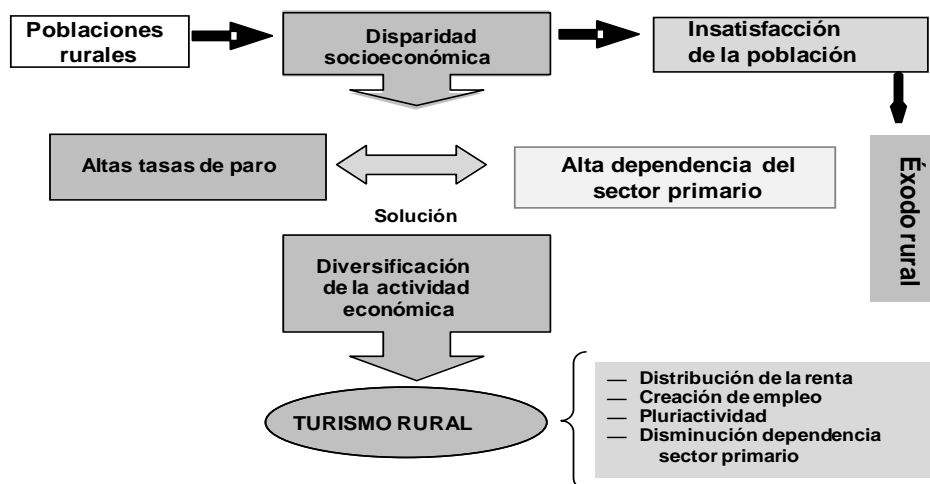 Poblaciones
rurales
Disparidad
socioeconómica
Insatisfacción
de la población
Altas tasas de paro
Alta dependencia del
sector primario
Éxodo rural
Solución
Diversificación
de la actividad
económica
TURISMO RURAL
— Distribución de la renta
— Creación de empleo
— Pluriactividad
— Disminución dependencia
sector primario